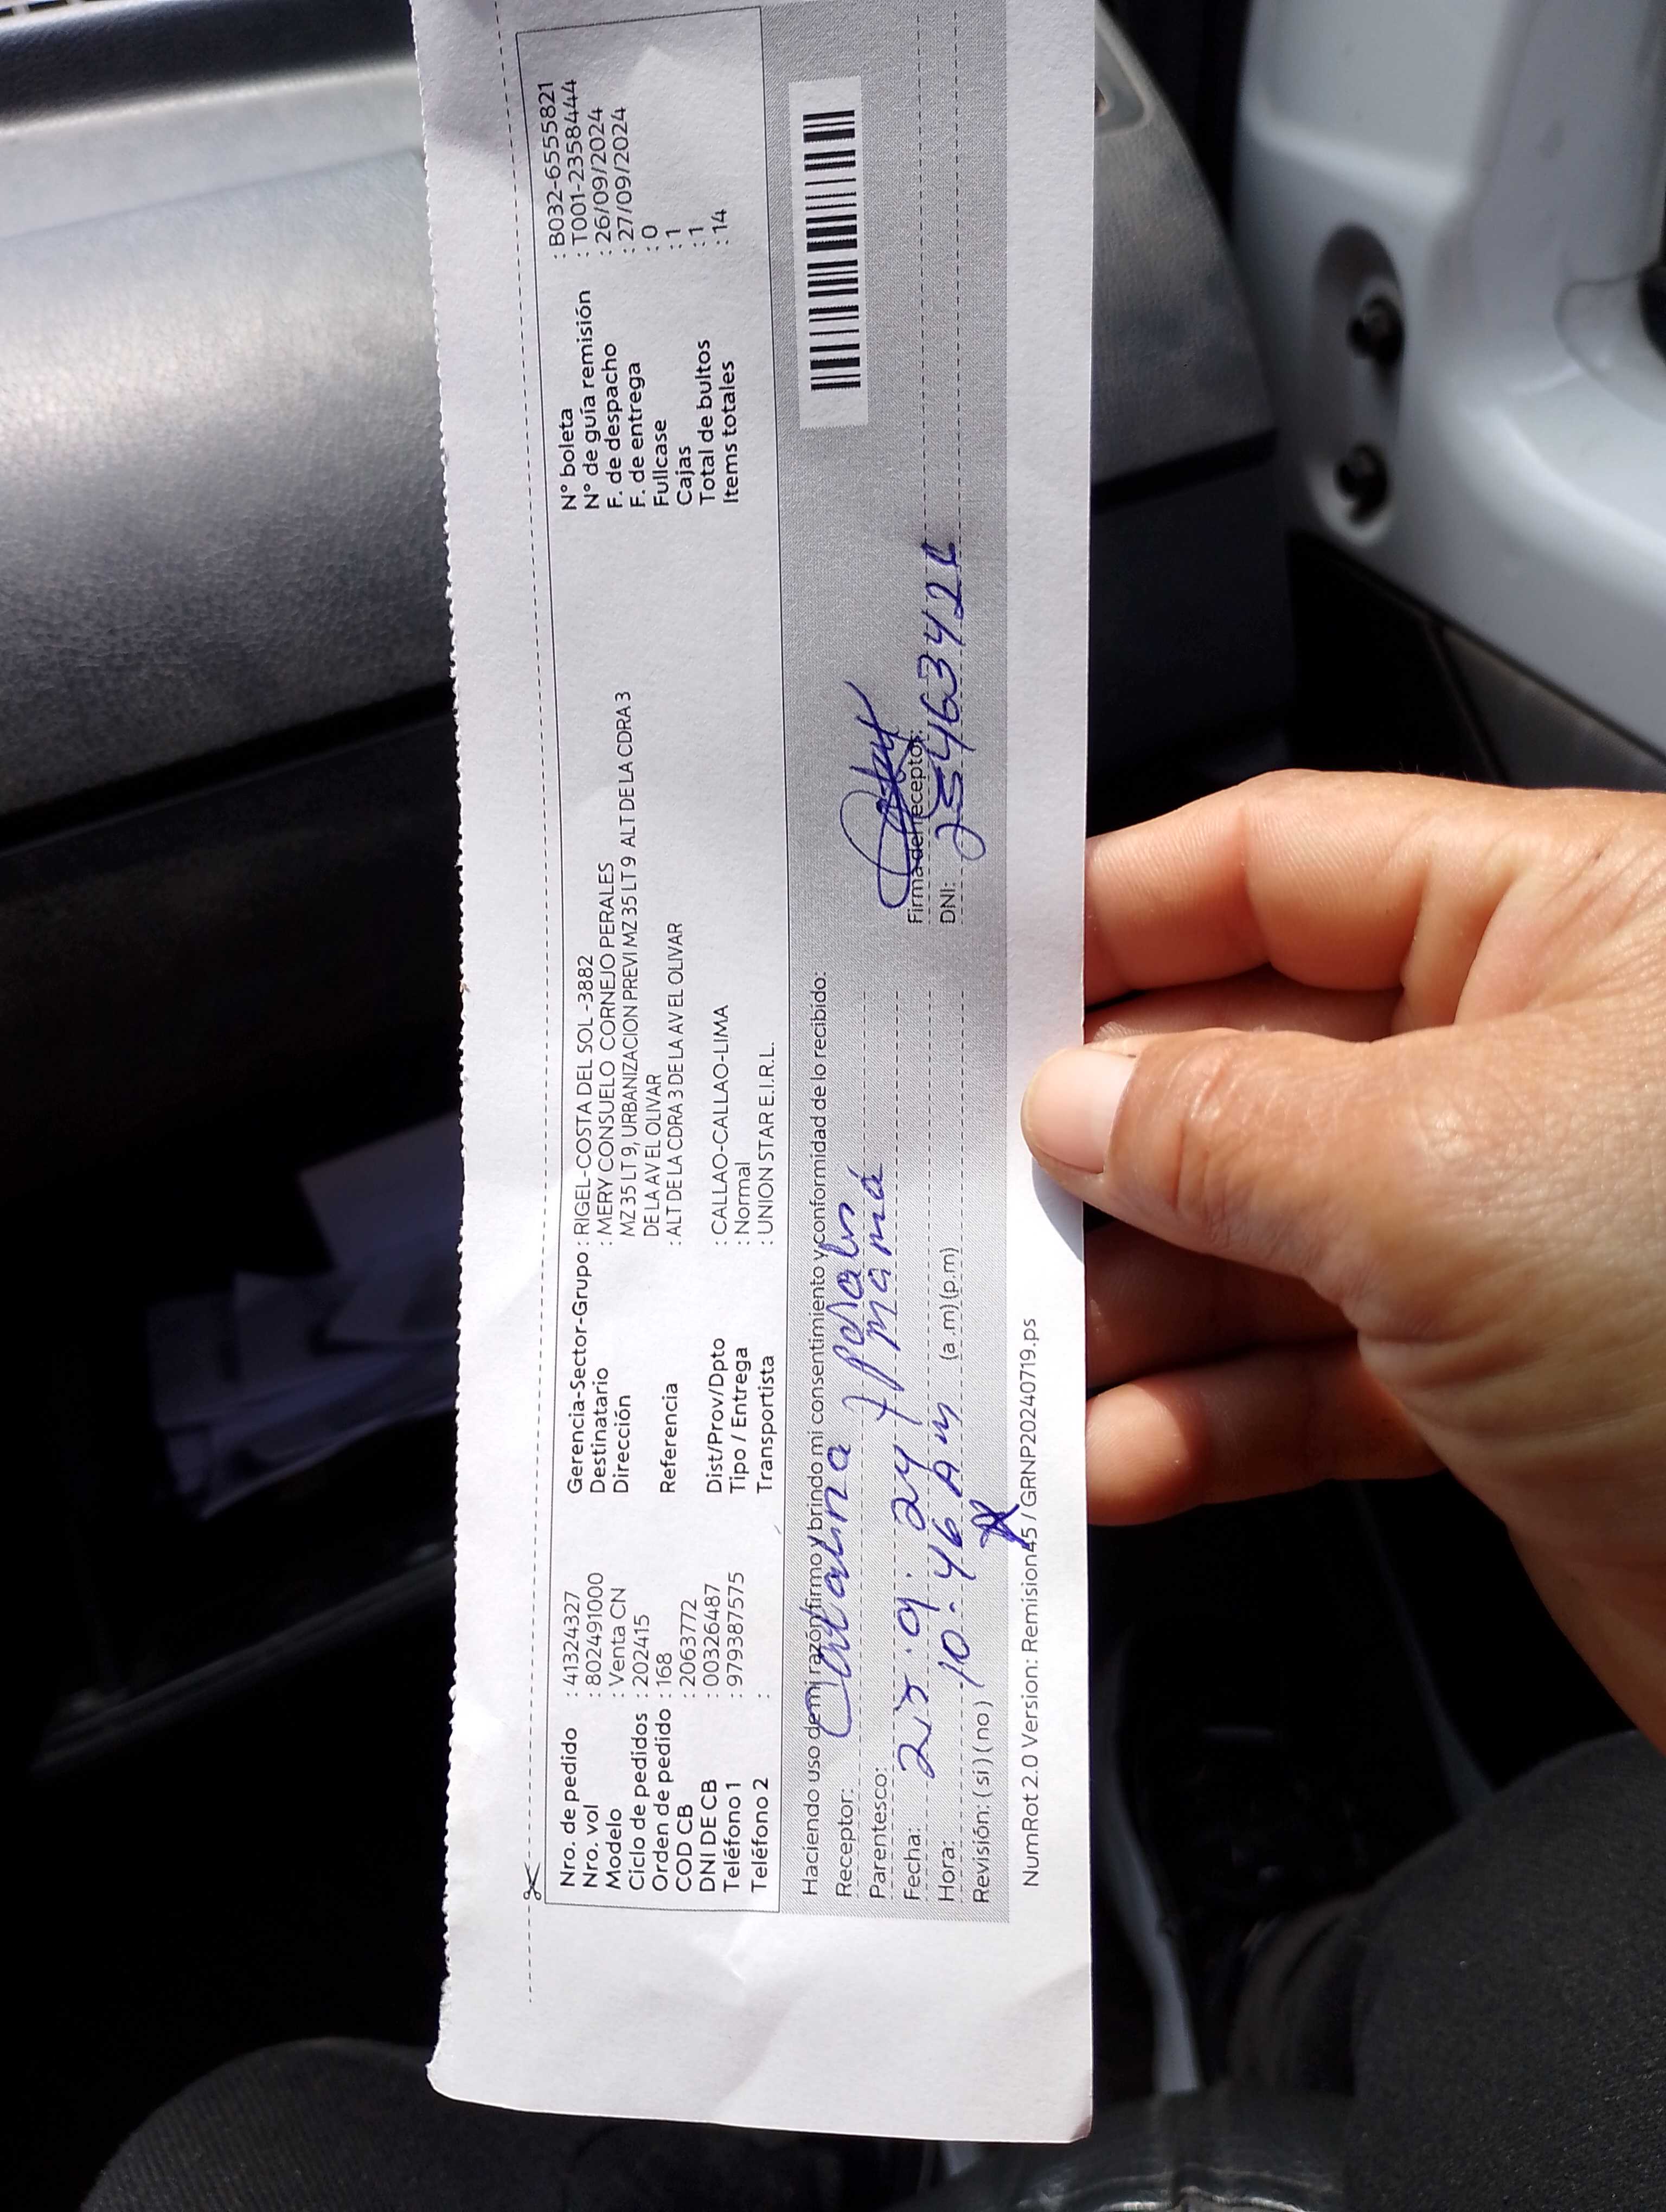 Nro. de pedido : 41324327
Nro. vol : 802491000
Modelo : Venta CN
Ciclo de pedidos : 202415
Orden de pedido : 168
COD CB : 2063772
DNI DE CB : 00326487
Teléfono 1 : 979387575
Teléfono 2 :
Gerencia-Sector-Grupo : RIGEL-COSTA DEL SOL -3882
Destinatario : MERY CONSUELO CORNEJO PERALES
Dirección MZ 35 LT 9, URBANIZACION PREVI MZ 35 LT 9 ALT DE LA CDRA 3
DE LA AV EL OLIVAR
Referencia : ALT DE LA CDRA 3 DE LA AV EL OLIVAR
Dist/Prov/Dpto : CALLAO-CALLAO-LIMA
Tipo / Entrega : Normal
Transportista : UNION STAR E.I.R.L.
N° boleta : B032-6555821
N° de guía remisión : T001-2358444
F. de despacho : 26/09/2024
F. de entrega : 27/09/2024
Fullcase : 0
Cajas : 1
Total de bultos : 1
Items totales : 14
Haciendo uso de mi razón firmo y brindo mi consentimiento y conformidad de lo recibido:
Receptor: Catalina
Parentesco: mamá
Fecha: 27.9.24
Hora: 10-46 Am (a.m) (p.m)
Revisión: ( si ) ( no )
Firma del receptor:
DNI: 25463421
NumRot 2.0 Version: Remision45 / GRNP20240719.ps